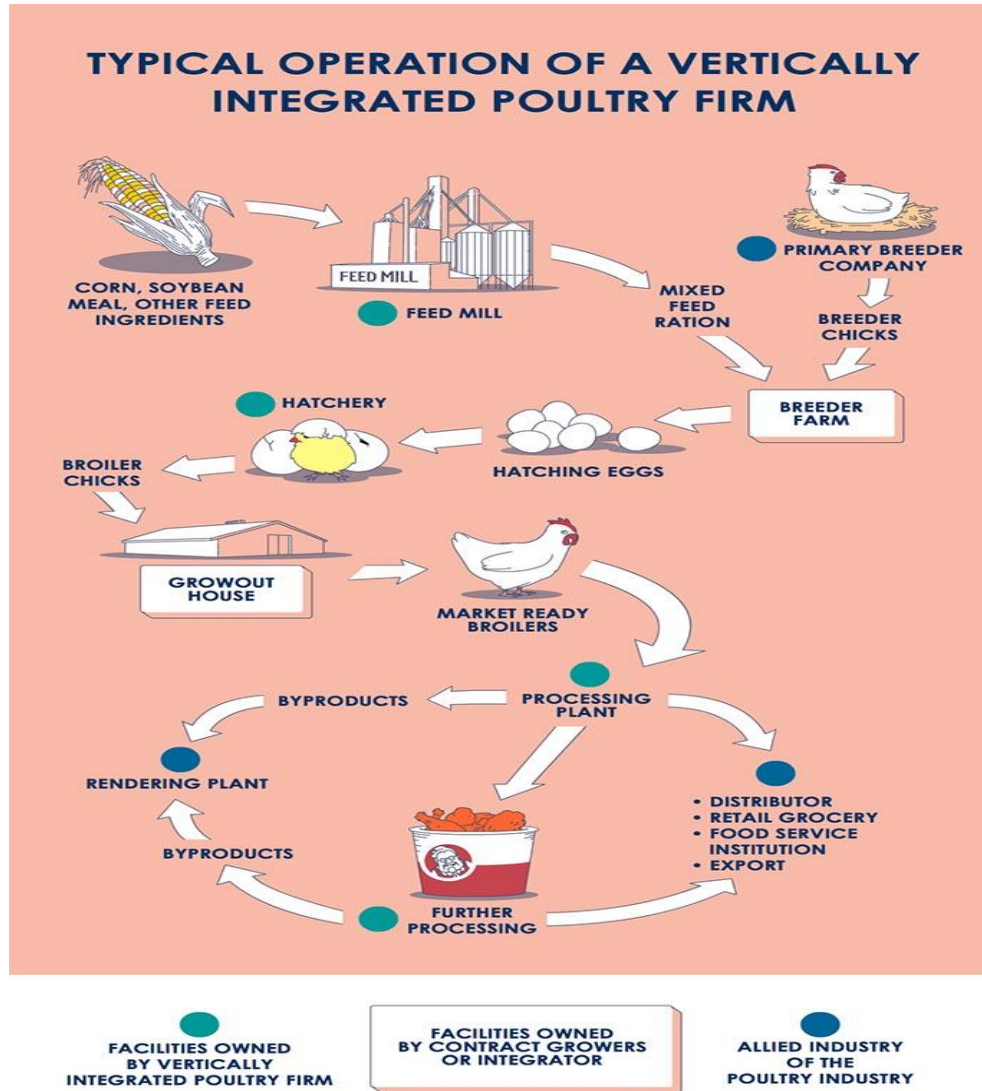 TYPICAL OPERATION OF A VERTICALLY
INTEGRATED POULTRY FIRM
CORN, SOYBEAN
MEAL, OTHER FEED
INGREDIENTS
FEED MILL
FEED MILL
MIXED
FEED
RATION
PRIMARY BREEDER
COMPANY
BREEDER
CHICKS
BREEDER
FARM
HATCHING EGGS
HATCHERY
BROILER
CHICKS
GROWOUT
HOUSE
MARKET READY
BROILERS
PROCESSING
PLANT
BYPRODUCTS
RENDERING PLANT
BYPRODUCTS
FURTHER
PROCESSING
• DISTRIBUTOR
• RETAIL GROCERY
• FOOD SERVICE
INSTITUTION
• EXPORT
FACILITIES OWNED
BY VERTICALLY
INTEGRATED POULTRY FIRM
FACILITIES OWNED
BY CONTRACT GROWERS
OR INTEGRATOR
ALLIED INDUSTRY
OF THE
POULTRY INDUSTRY